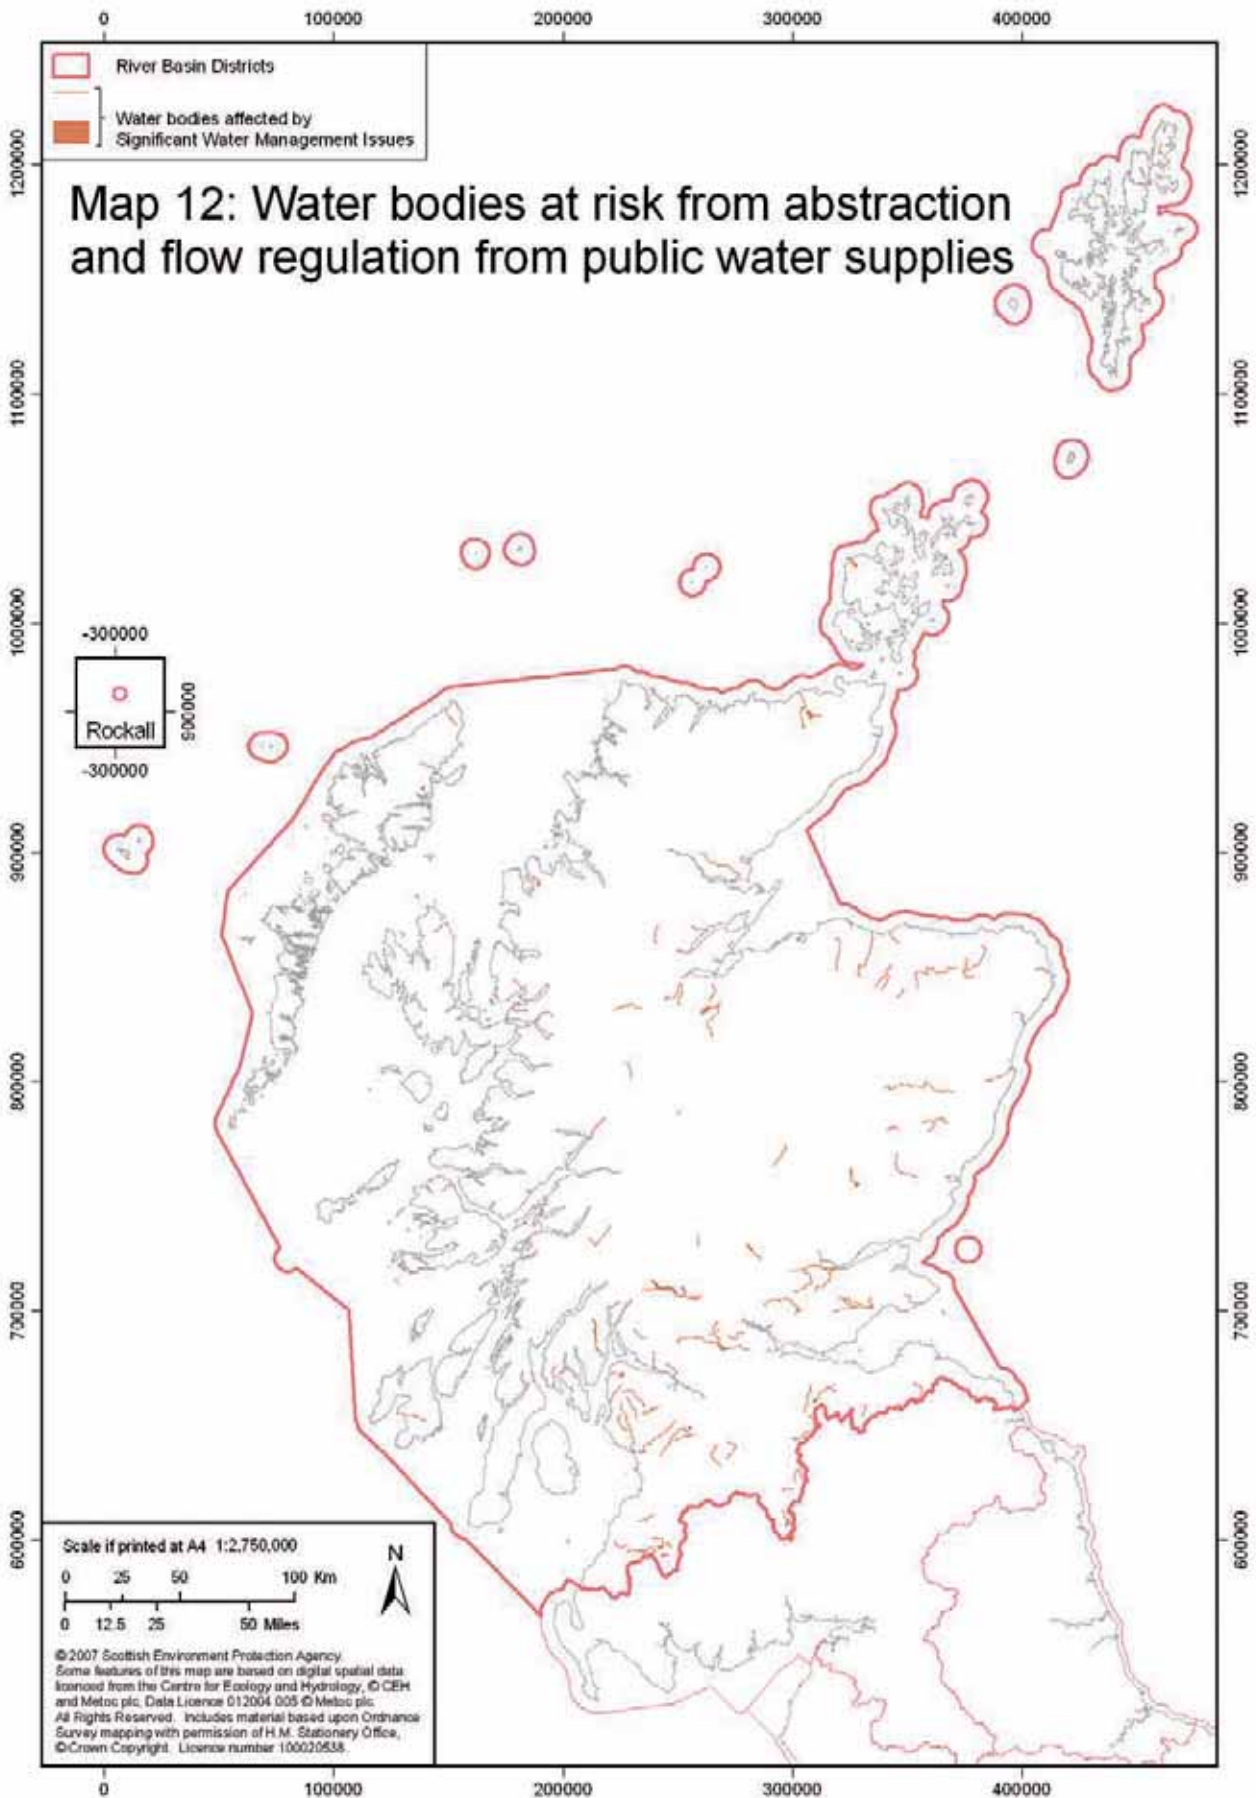 0 100000 200000 300000 400000
River Basin Districts
Water bodies affected by
Significant Water Management Issues
Map 12: Water bodies at risk from abstraction
and flow regulation from public water supplies
1200000 1200000
1100000 1100000
1000000 1000000
-300000
900000
Rockall
-300000
900000 900000
800000 800000
700000 700000
600000 600000
Scale if printed at A4 1:2,750,000
N
0 25 50 100 Km
0 12.5 25 50 Miles
© 2007 Scottish Environment Protection Agency.
Some features of this map are based on digital spatial data
licenced from the Centre for Ecology and Hydrology, © CEH
and Metoc plc, Data Licence 012004.005 © Metoc plc.
All Rights Reserved. Includes material based upon Ordnance
Survey mapping with permission of H.M. Stationery Office,
© Crown Copyright. Licence number 100020538.
0 100000 200000 300000 400000